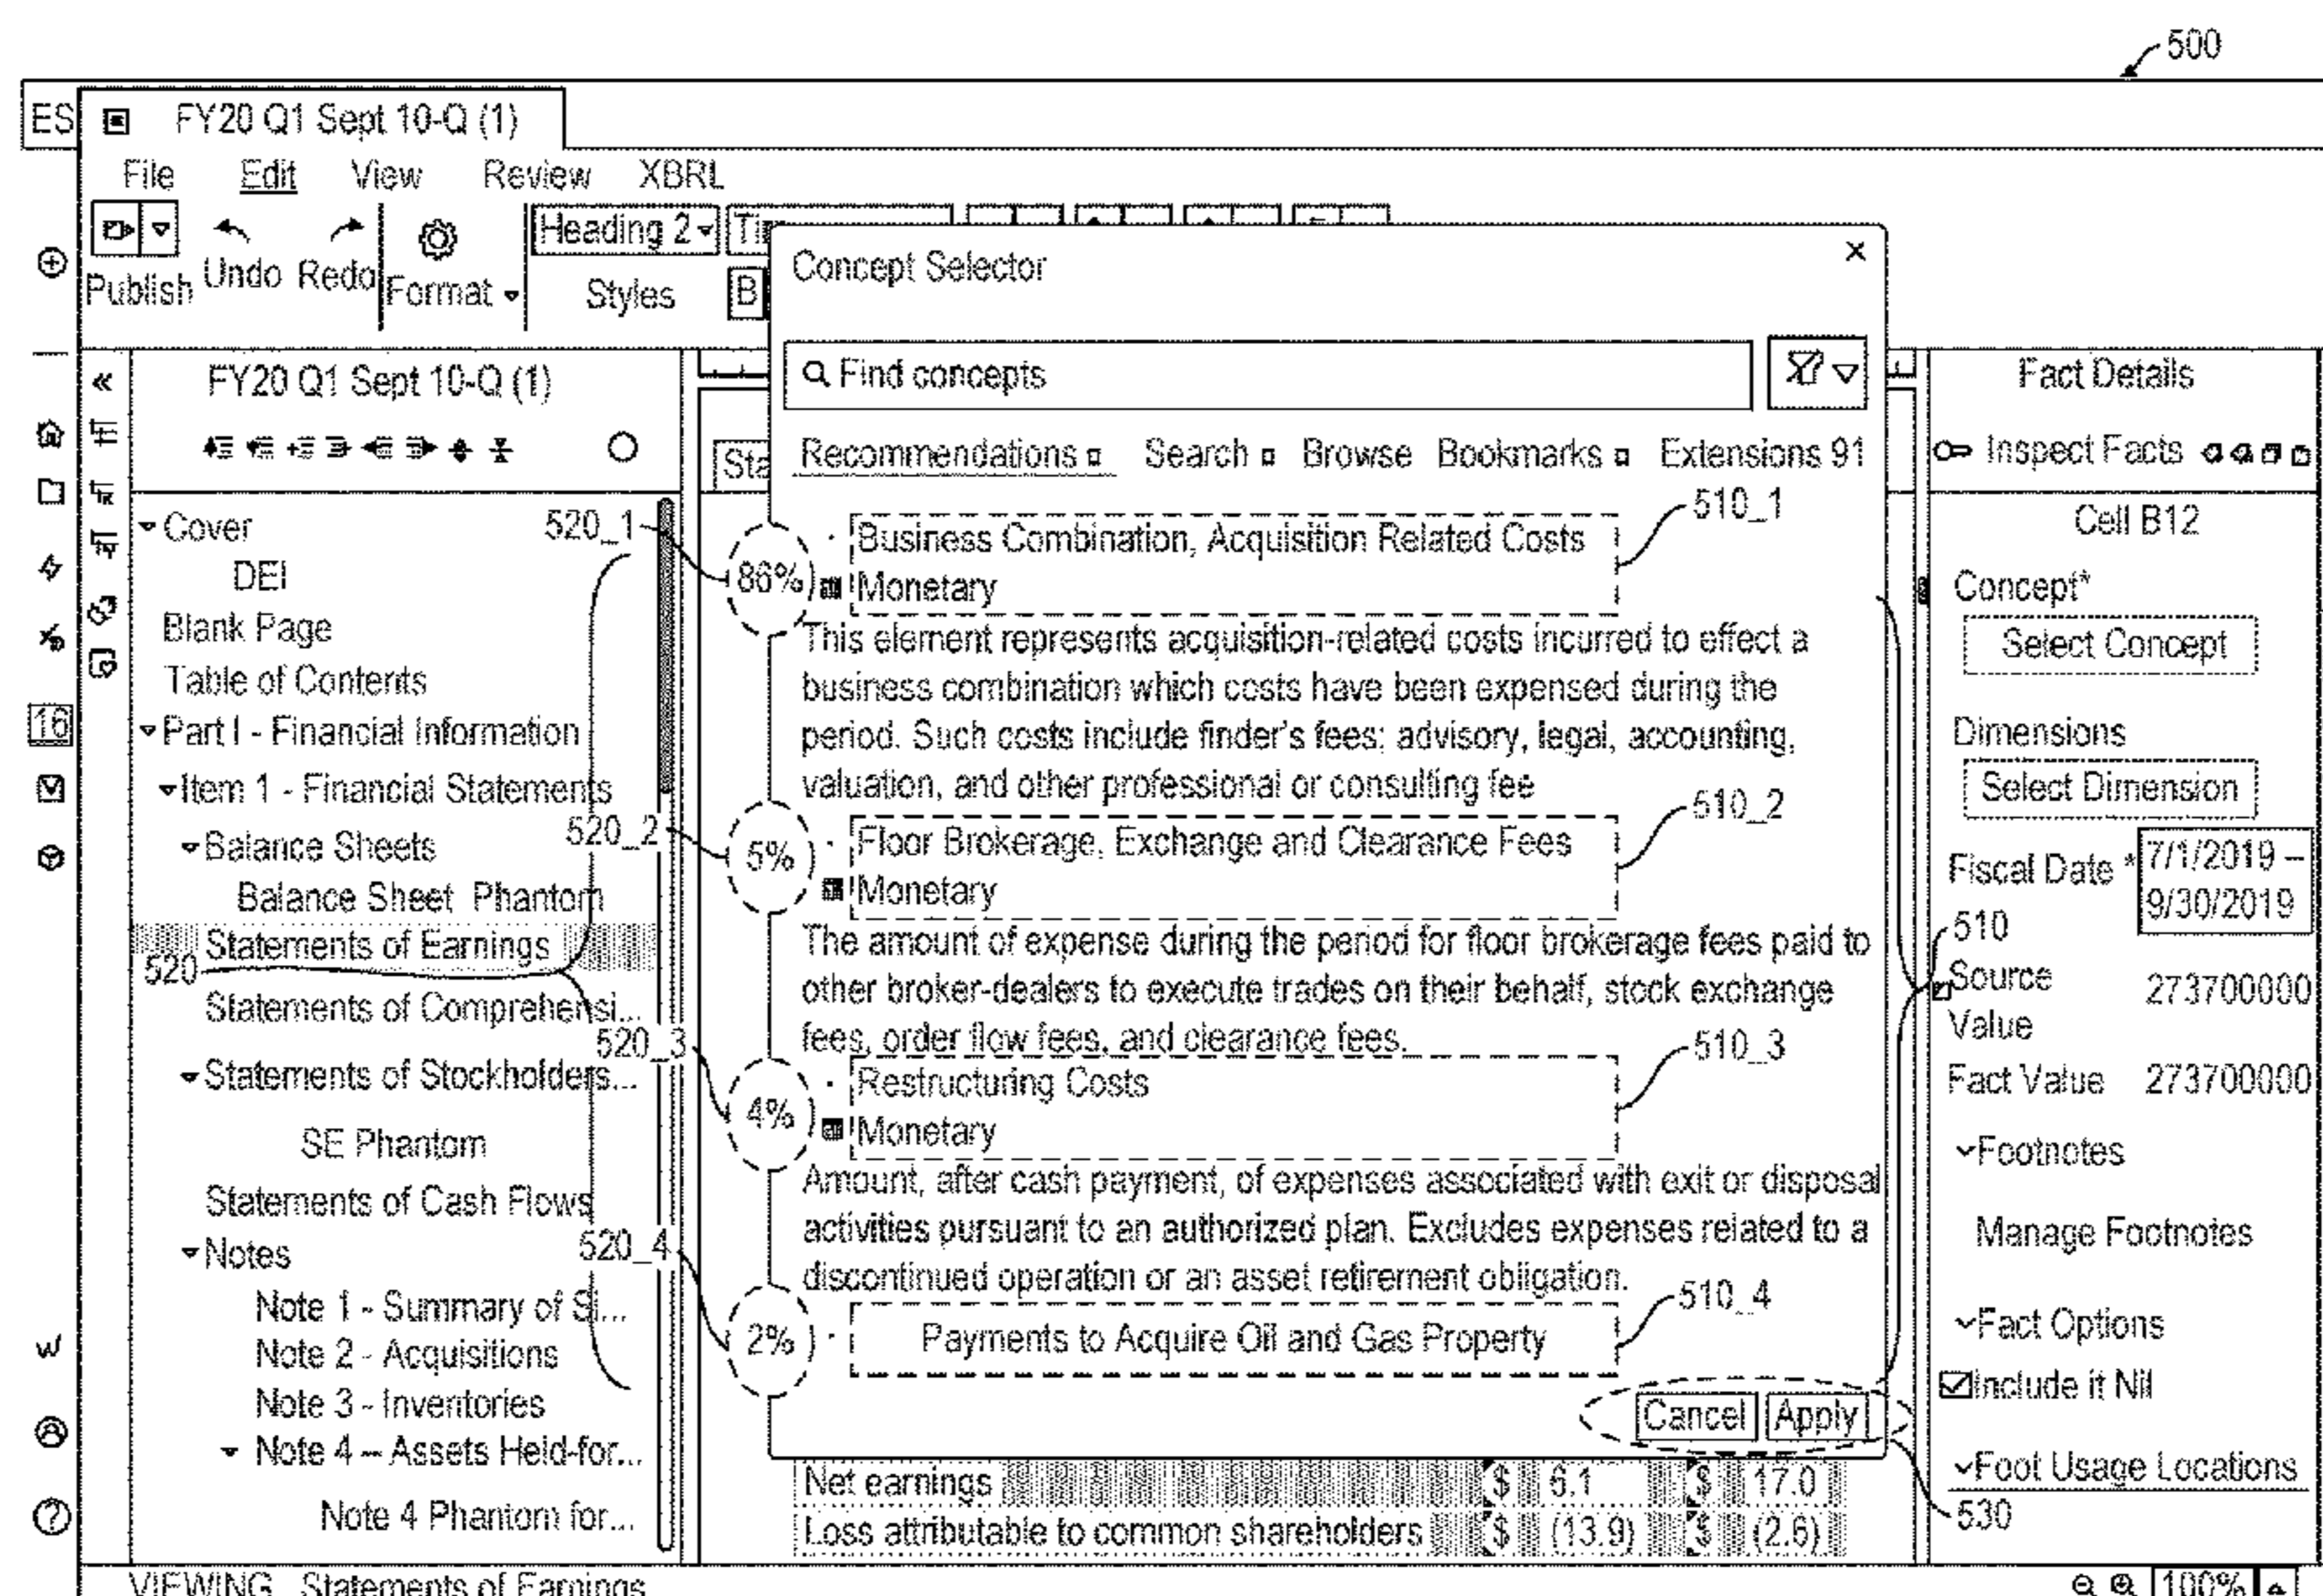 500
ES FY20 Q1 Sept 10-Q (1)
File Edit View Review XBRL
Publish Undo Redo Format Heading 2 Styles B
16
FY20 Q1 Sept 10-Q (1)
Cover
DEI
Blank Page
Table of Contents
Part I - Financial Information
Item 1 - Financial Statements
Balance Sheets
Balance Sheet Phantom
Statements of Earnings
520
Statements of Comprehensi...
Statements of Stockholders...
SE Phantom
Statements of Cash Flows
Notes
Note 1 - Summary of Si...
Note 2 - Acquisitions
Note 3 - Inventories
Note 4 – Assets Held-for...
Note 4 Phantom for...
Sta
Concept Selector ×
Find concepts
Recommendations Search Browse Bookmarks Extensions 91
520_1 86% Business Combination, Acquisition Related Costs 510_1
Monetary
This element represents acquisition-related costs incurred to effect a
business combination which costs have been expensed during the
period. Such costs include finder's fees; advisory, legal, accounting,
valuation, and other professional or consulting fee
520_2 5% Floor Brokerage, Exchange and Clearance Fees 510_2
Monetary
The amount of expense during the period for floor brokerage fees paid to
other broker-dealers to execute trades on their behalf, stock exchange
fees, order flow fees, and clearance fees.
520_3 4% Restructuring Costs 510_3
Monetary
Amount, after cash payment, of expenses associated with exit or disposal
activities pursuant to an authorized plan. Excludes expenses related to a
discontinued operation or an asset retirement obligation.
520_4 2% Payments to Acquire Oil and Gas Property 510_4
Cancel Apply
530
Net earnings $ 6.1 $ 17.0
Loss attributable to common shareholders $ (13.9) $ (2.6)
Fact Details
Inspect Facts
Cell B12
Concept*
Select Concept
Dimensions
Select Dimension
Fiscal Date * 7/1/2019 –
9/30/2019
510
Source 273700000
Value
Fact Value 273700000
Footnotes
Manage Footnotes
Fact Options
Include it Nil
Foot Usage Locations
VIEWING Statements of Earnings 100%